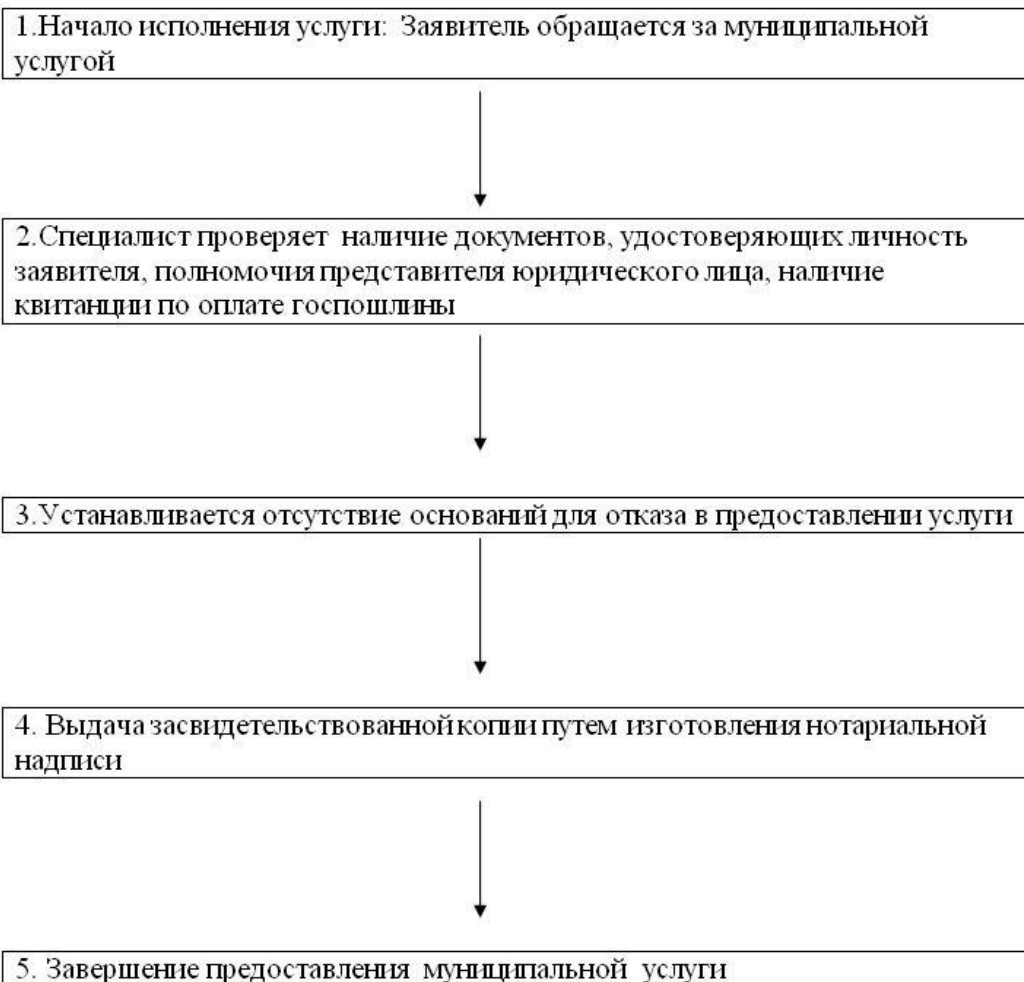 1.Начало исполнения услуги: Заявитель обращается за муниципальной
услугой
2.Специалист проверяет наличие документов, удостоверяющих личность
заявителя, полномочия представителя юридического лица, наличие
квитанции по оплате госпошлины
3.Устанавливается отсутствие оснований для отказа в предоставлении услуги
4. Выдача засвидетельствованной копии путем изготовления нотариальной
надписи
5. Завершение предоставления муниципальной услуги